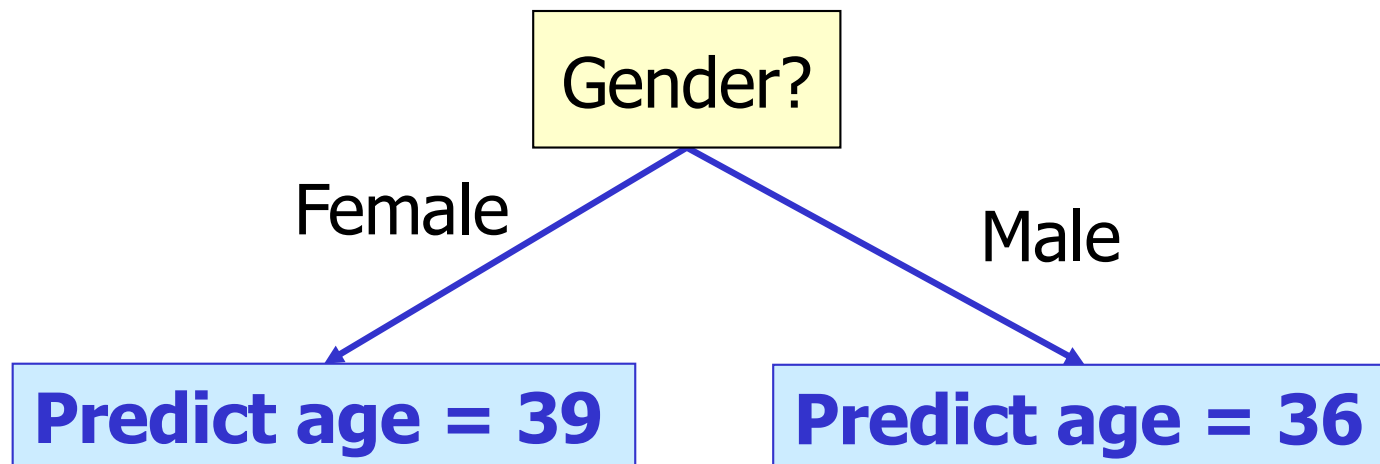 Gender?
Female
Male
Predict age = 39
Predict age = 36